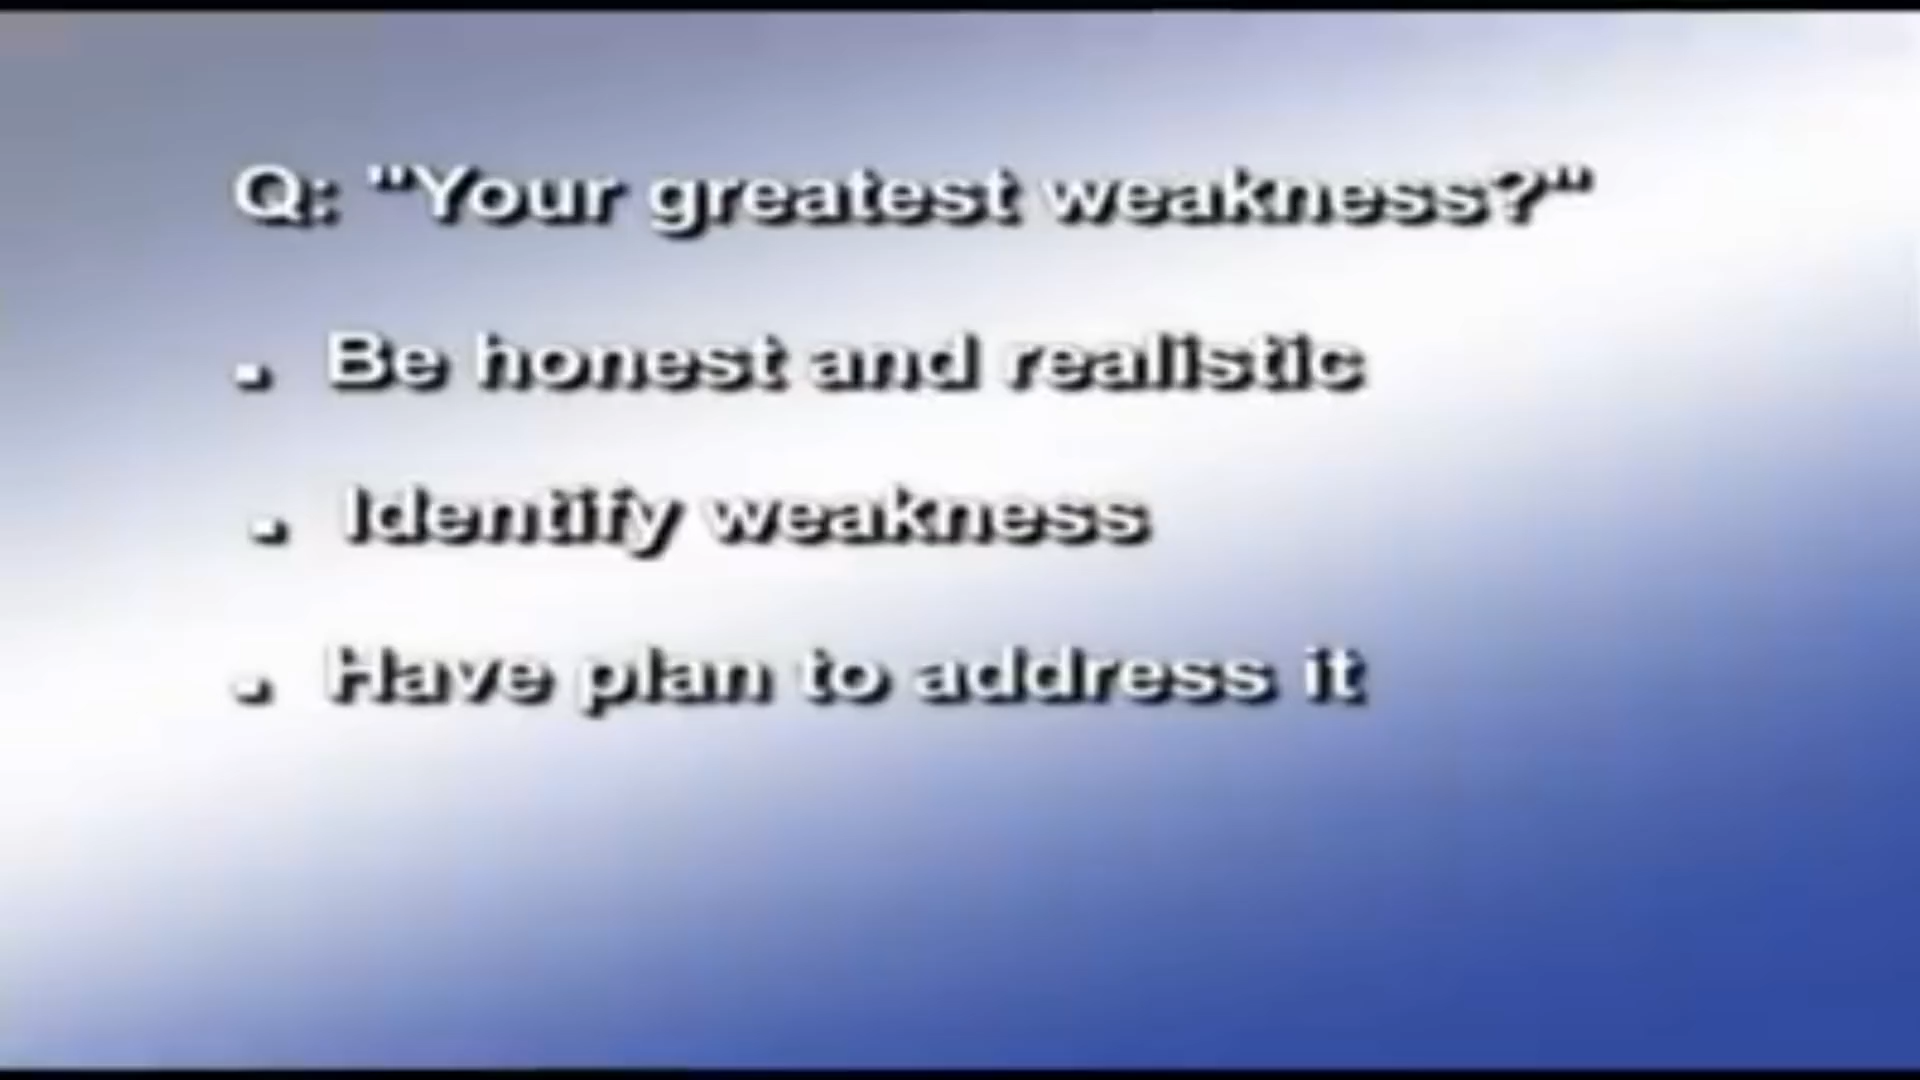 Q: "Your greatest weakness?"
. Be honest and realistic
. Identify weakness
. Have plan to address it